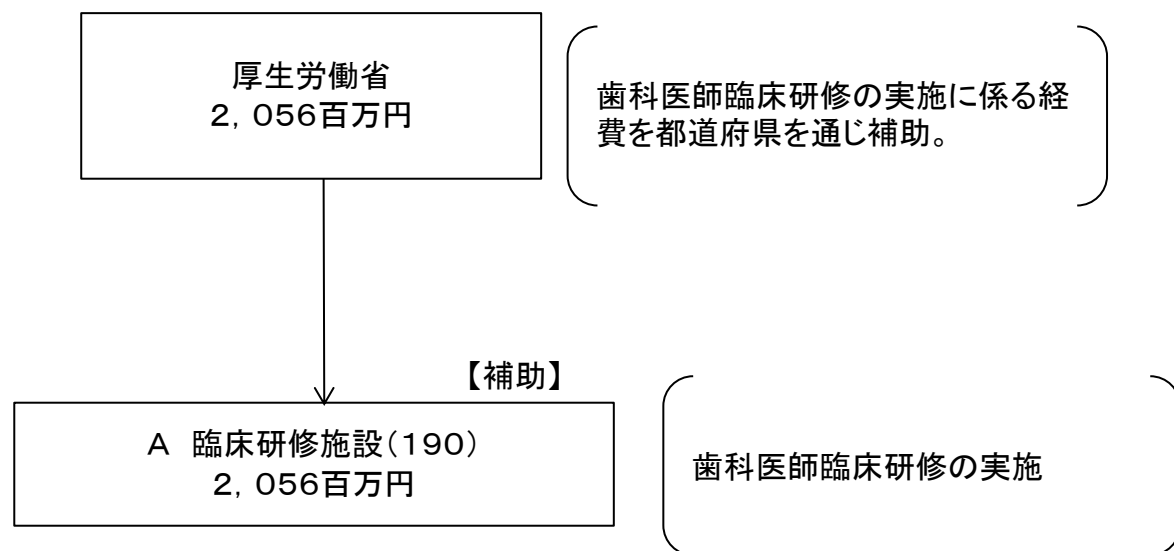 厚生労働省
2,056百万円
歯科医師臨床研修の実施に係る経
費を都道府県を通じ補助。
【補助】
A 臨床研修施設(190)
2,056百万円
歯科医師臨床研修の実施